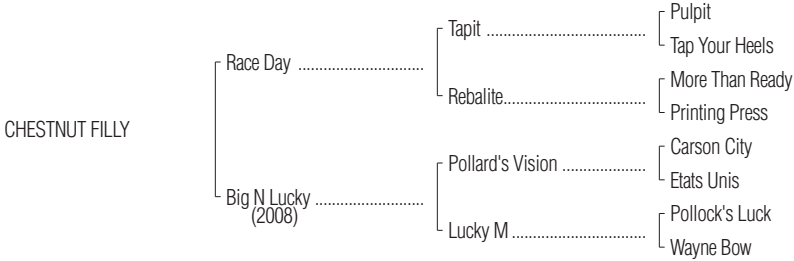 Pulpit
Tapit ......................................
Tap Your Heels
Race Day ..............................
More Than Ready
Rebalite...................................
Printing Press
CHESTNUT FILLY
Carson City
Pollard's Vision ....................
Etats Unis
Big N Lucky ..........................
(2008)
Pollock's Luck
Lucky M ................................
Wayne Bow